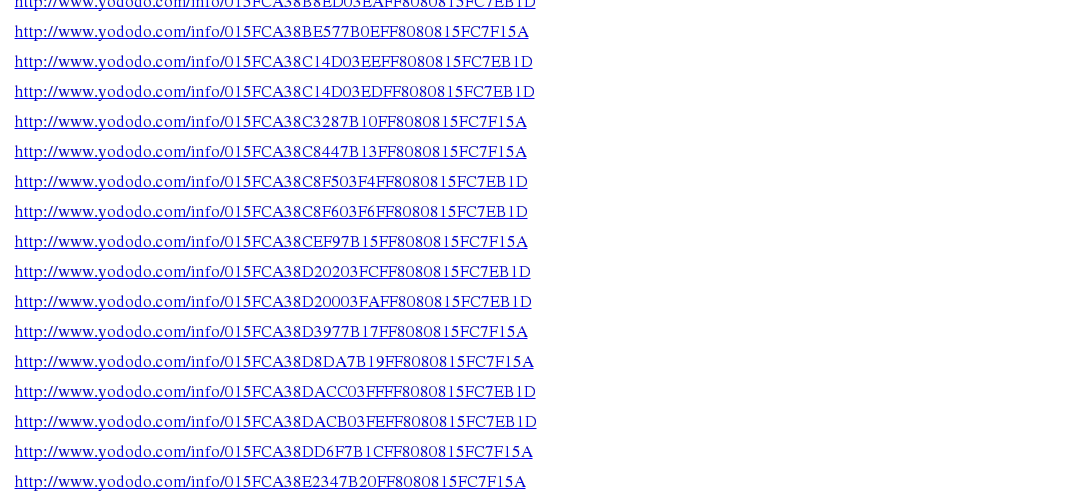 http://www.yododo.com/info/015FCA38B8ED03EAFF8080815FC7EB1D
http://www.yododo.com/info/015FCA38BE577B0EFF8080815FC7F15A
http://www.yododo.com/info/015FCA38C14D03EEFF8080815FC7EB1D
http://www.yododo.com/info/015FCA38C14D03EDFF8080815FC7EB1D
http://www.yododo.com/info/015FCA38C3287B10FF8080815FC7F15A
http://www.yododo.com/info/015FCA38C8447B13FF8080815FC7F15A
http://www.yododo.com/info/015FCA38C8F503F4FF8080815FC7EB1D
http://www.yododo.com/info/015FCA38C8F603F6FF8080815FC7EB1D
http://www.yododo.com/info/015FCA38CEF97B15FF8080815FC7F15A
http://www.yododo.com/info/015FCA38D20203FCFF8080815FC7EB1D
http://www.yododo.com/info/015FCA38D20003FAFF8080815FC7EB1D
http://www.yododo.com/info/015FCA38D3977B17FF8080815FC7F15A
http://www.yododo.com/info/015FCA38D8DA7B19FF8080815FC7F15A
http://www.yododo.com/info/015FCA38DACC03FFFF8080815FC7EB1D
http://www.yododo.com/info/015FCA38DACB03FEFF8080815FC7EB1D
http://www.yododo.com/info/015FCA38DD6F7B1CFF8080815FC7F15A
http://www.yododo.com/info/015FCA38E2347B20FF8080815FC7F15A